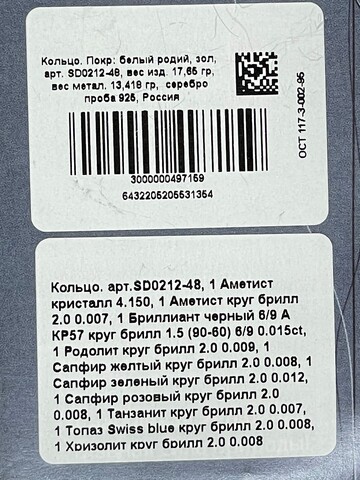 Кольцо. Покр: белый родий, зол,
арт. SD0212-48, вес изд. 17,65 гр,
вес метал. 13,418 гр, серебро
проба 925, Россия
ОСТ 117-3-002-95
3000000497159
6432205205531354
Кольцо. арт.SD0212-48, 1 Аметист
кристалл 4.150, 1 Аметист круг брилл
2.0 0.007, 1 Бриллиант черный 6/9 А
КР57 круг брилл 1.5 (90-60) 6/9 0.015ct,
1 Родолит круг брилл 2.0 0.009, 1
Сапфир желтый круг брилл 2.0 0.008, 1
Сапфир зеленый круг брилл 2.0 0.012,
1 Сапфир розовый круг брилл 2.0
0.008, 1 Танзанит круг брилл 2.0 0.007,
1 Топаз Swiss blue круг брилл 2.0 0.008,
1 Хризолит круг брилл 2.0 0.008